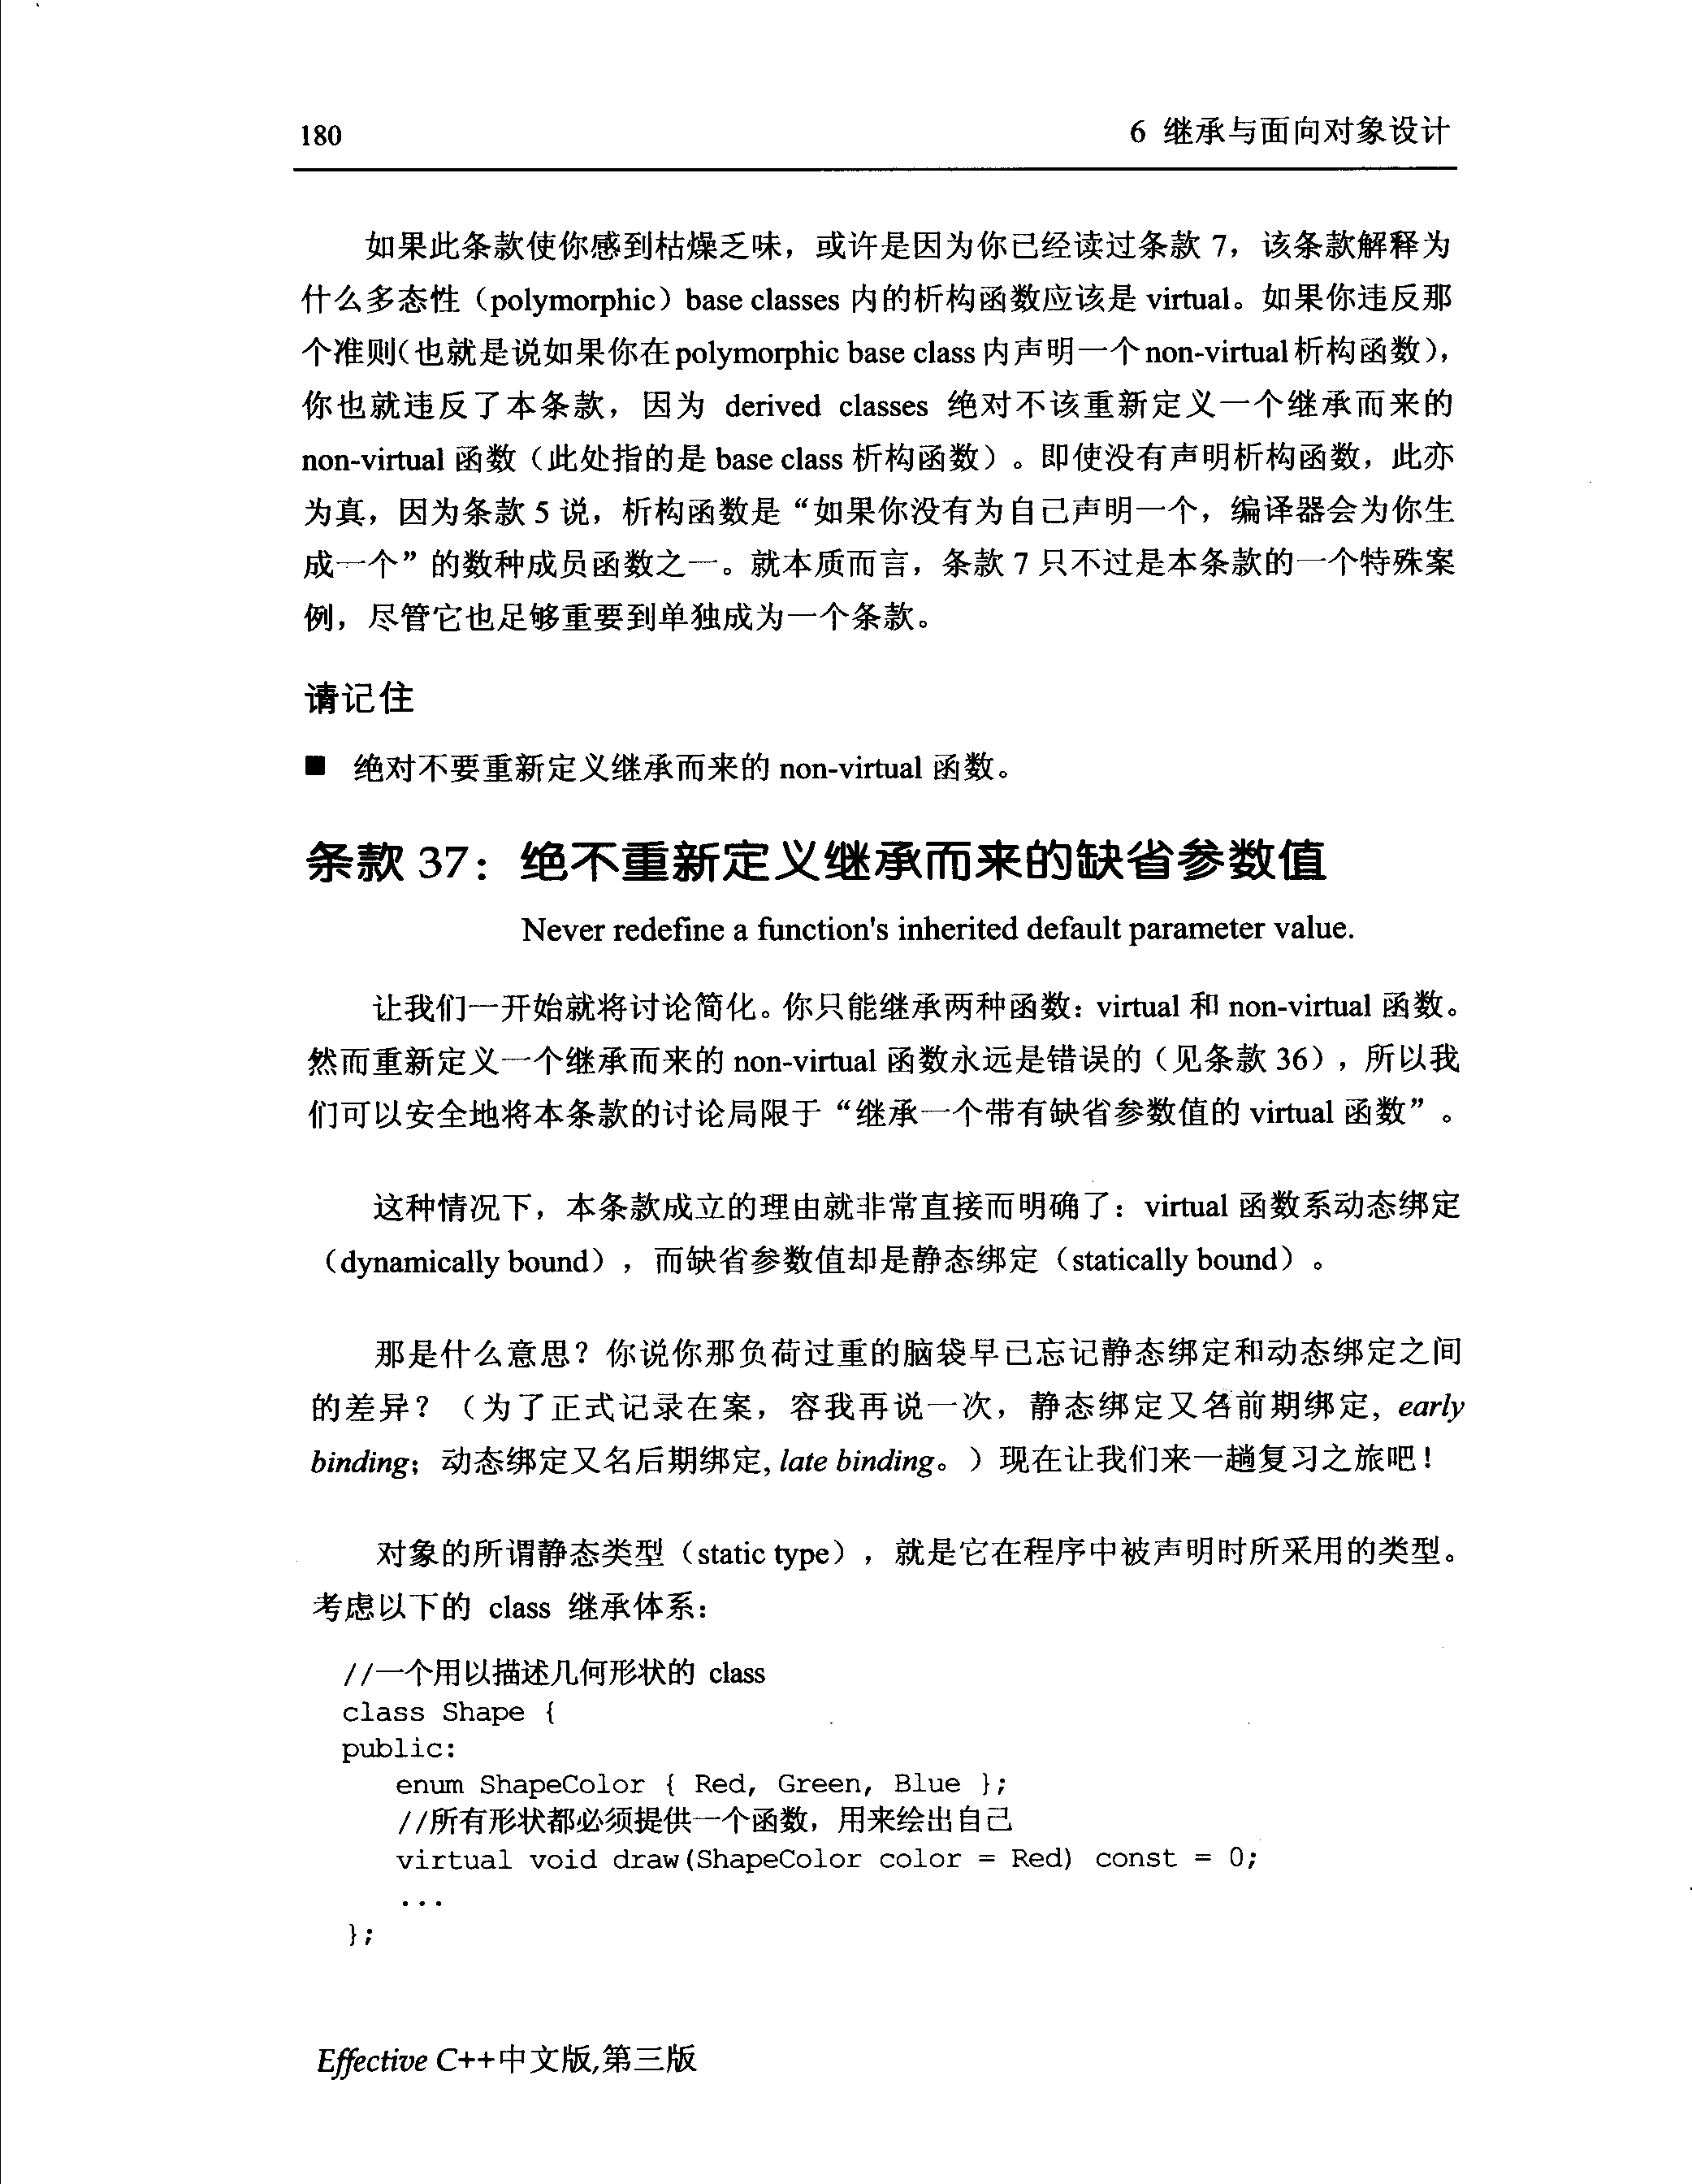 180
6 继承与面向对象设计
如果此条款使你感到枯燥乏味，或许是因为你已经读过条款 7，该条款解释为
什么多态性（polymorphic）base classes 内的析构函数应该是 virtual。如果你违反那
个准则（也就是说如果你在 polymorphic base class 内声明一个 non-virtual 析构函数），
你也就违反了本条款，因为 derived classes 绝对不该重新定义一个继承而来的
non-virtual 函数（此处指的是 base class 析构函数）。即使没有声明析构函数，此亦
为真，因为条款 5 说，析构函数是“如果你没有为自己声明一个，编译器会为你生
成一个”的数种成员函数之一。就本质而言，条款 7 只不过是本条款的一个特殊案
例，尽管它也足够重要到单独成为一个条款。
请记住
■ 绝对不要重新定义继承而来的 non-virtual 函数。
条款 37：绝不重新定义继承而来的缺省参数值
Never redefine a function's inherited default parameter value.
让我们一开始就将讨论简化。你只能继承两种函数：virtual 和 non-virtual 函数。
然而重新定义一个继承而来的 non-virtual 函数永远是错误的（见条款 36），所以我
们可以安全地将本条款的讨论局限于“继承一个带有缺省参数值的 virtual 函数”。
这种情况下，本条款成立的理由就非常直接而明确了：virtual 函数系动态绑定
（dynamically bound），而缺省参数值却是静态绑定（statically bound）。
那是什么意思？你说你那负荷过重的脑袋早已忘记静态绑定和动态绑定之间
的差异？（为了正式记录在案，容我再说一次，静态绑定又名前期绑定, early
binding；动态绑定又名后期绑定, late binding。）现在让我们来一趟复习之旅吧！
对象的所谓静态类型（static type），就是它在程序中被声明时所采用的类型。
考虑以下的 class 继承体系：
//一个用以描述几何形状的 class
class Shape {
public:
enum ShapeColor { Red, Green, Blue };
//所有形状都必须提供一个函数，用来绘出自己
virtual void draw(ShapeColor color = Red) const = 0;
...
};
Effective C++中文版,第三版